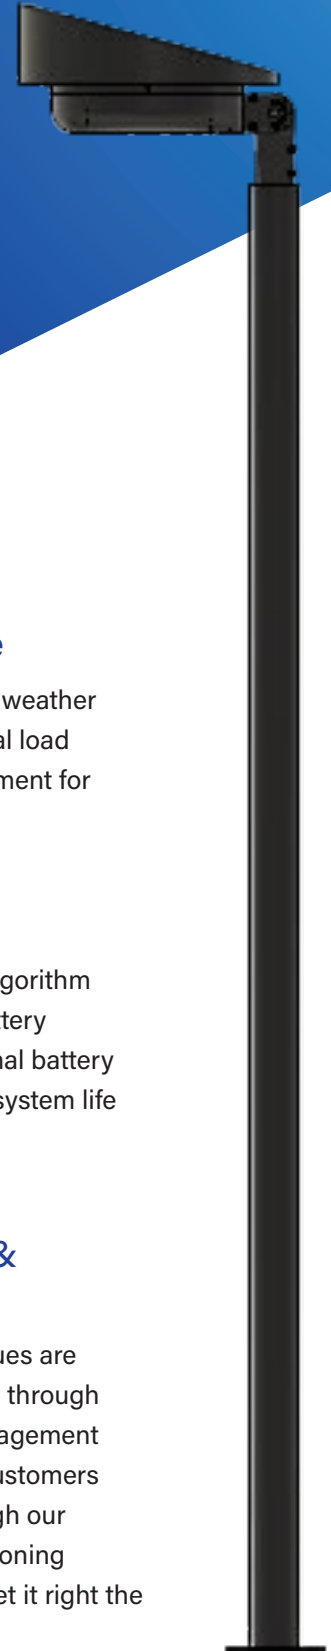 weather
load
ment for
gorithm
tery
nal battery
system life
&
ues are
through
agement
ustomers
gh our
oning
et it right the